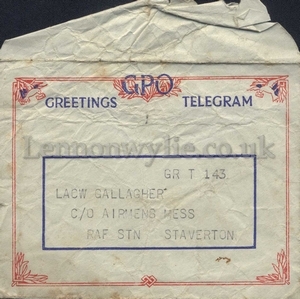 GPO
GREETINGS TELEGRAM
Lennonwylie.co.uk
GR T 143
LACW GALLAGHER
C/O AIRMENS MESS
RAF STN STAVERTON